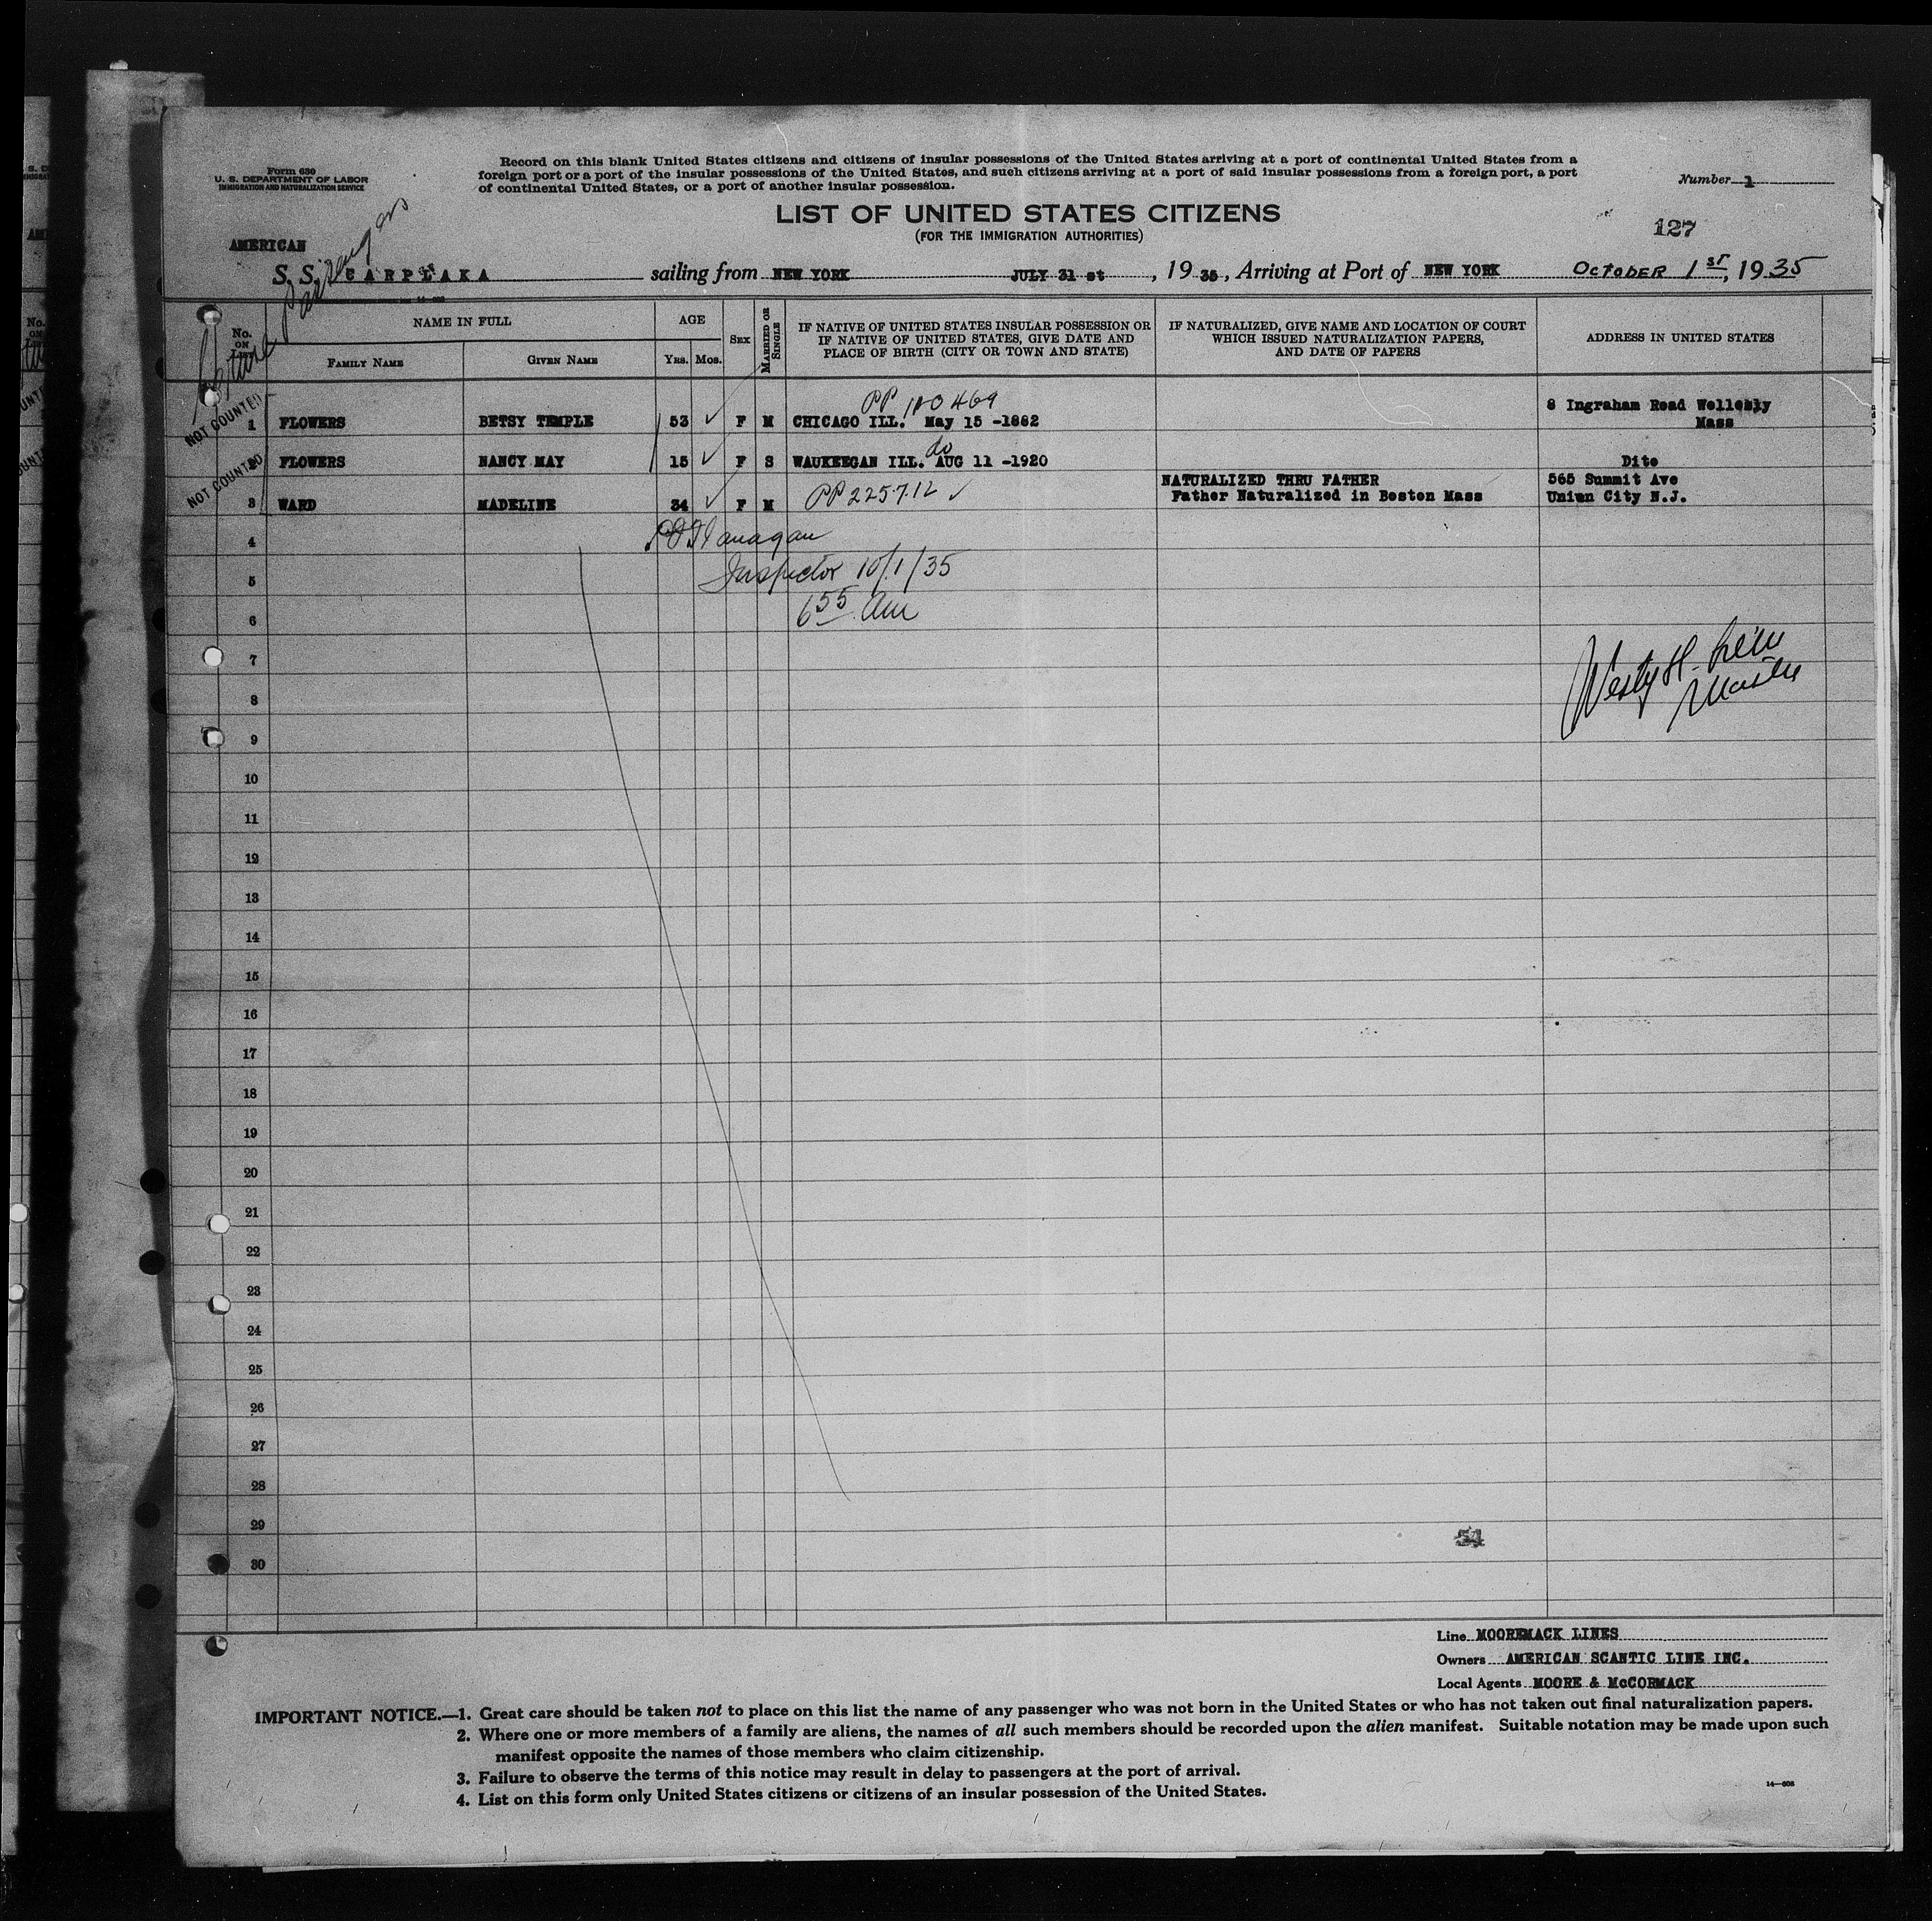 Form 630
U. S. DEPARTMENT OF LABOR
IMMIGRATION AND NATURALIZATION SERVICE
Record on this blank United States citizens and citizens of insular possessions of the United States arriving at a port of continental United States from a
foreign port or a port of the insular possessions of the United States, and such citizens arriving at a port of said insular possessions from a foreign port, a port
of continental United States, or a port of another insular possession.
Number 1
LIST OF UNITED STATES CITIZENS
(FOR THE IMMIGRATION AUTHORITIES)
127
AMERICAN
S. S. CARPLAKA sailing from NEW YORK JULY 31 st, 19 35, Arriving at Port of NEW YORK OCTOBER 1 st, 19 35
Passengers
No. ON LIST
NAME IN FULL
FAMILY NAME
GIVEN NAME
AGE
YRS. MOS.
SEX
MARRIED OR SINGLE
IF NATIVE OF UNITED STATES INSULAR POSSESSION OR
IF NATIVE OF UNITED STATES, GIVE DATE AND
PLACE OF BIRTH (CITY OR TOWN AND STATE)
IF NATURALIZED, GIVE NAME AND LOCATION OF COURT
WHICH ISSUED NATURALIZATION PAPERS,
AND DATE OF PAPERS
ADDRESS IN UNITED STATES
NOT COUNTED
PP 180469
8 Ingraham Road Wellesly
1 FLOWERS BETSY TEMPLE 53 ✓ F M CHICAGO ILL. May 15 -1882 Mass
do
NOT COUNTED
2 FLOWERS NANCY MAY 15 ✓ F S WAUKEEGAN ILL. AUG 11 -1920 Dito
NATURALIZED THRU FATHER 565 Summit Ave
3 WARD MADELINE 34 ✓ F M PP 225712 ✓ Father Naturalized in Boston Mass Union City N.J.
4 Flanagan
5 Inspector 10/1/35
6 6 55 am
7
8 Master
9
10
11
12
13
14
15
16
17
18
19
20
21
22
23
24
25
26
27
28
29
54
30
Line MOOREMACK LINES
Owners AMERICAN SCANTIC LINE INC.
Local Agents MOORE & McCORMACK
IMPORTANT NOTICE.—1. Great care should be taken not to place on this list the name of any passenger who was not born in the United States or who has not taken out final naturalization papers.
2. Where one or more members of a family are aliens, the names of all such members should be recorded upon the alien manifest. Suitable notation may be made upon such
manifest opposite the names of those members who claim citizenship.
3. Failure to observe the terms of this notice may result in delay to passengers at the port of arrival.
4. List on this form only United States citizens or citizens of an insular possession of the United States.
14—608